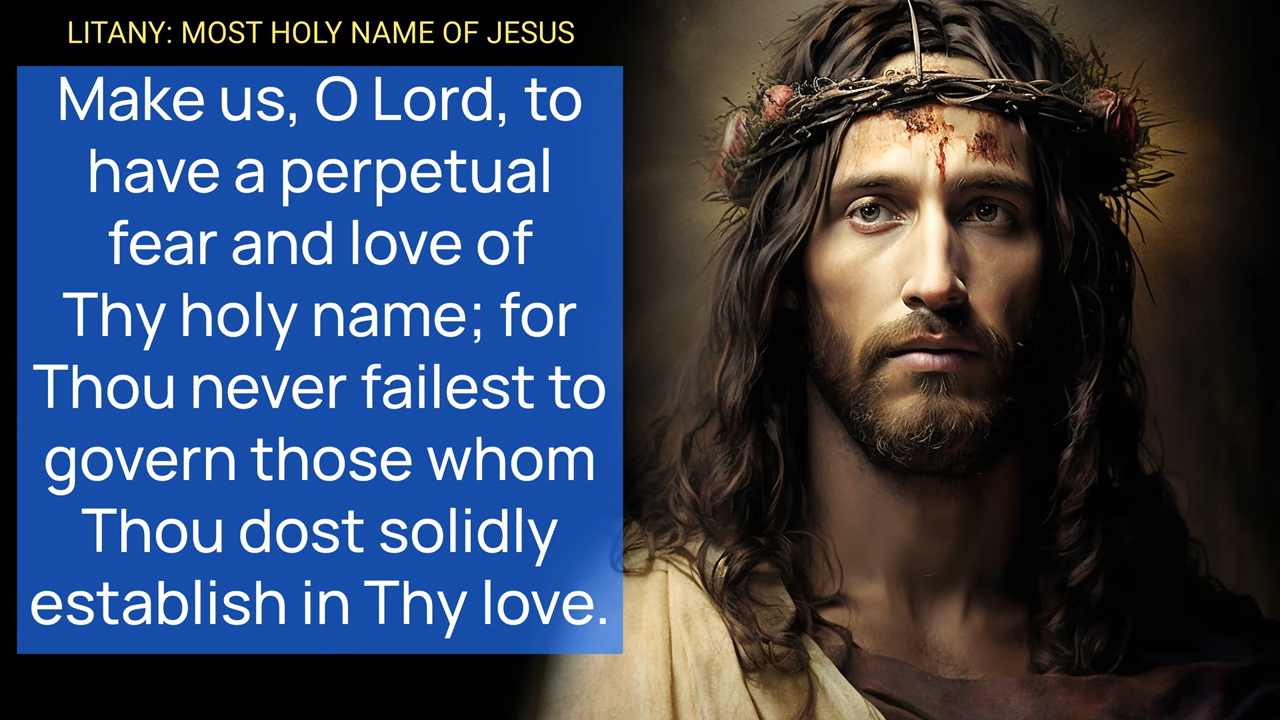 LITANY: MOST HOLY NAME OF JESUS
Make us, O Lord, to
have a perpetual
fear and love of
Thy holy name; for
Thou never failest to
govern those whom
Thou dost solidly
establish in Thy love.